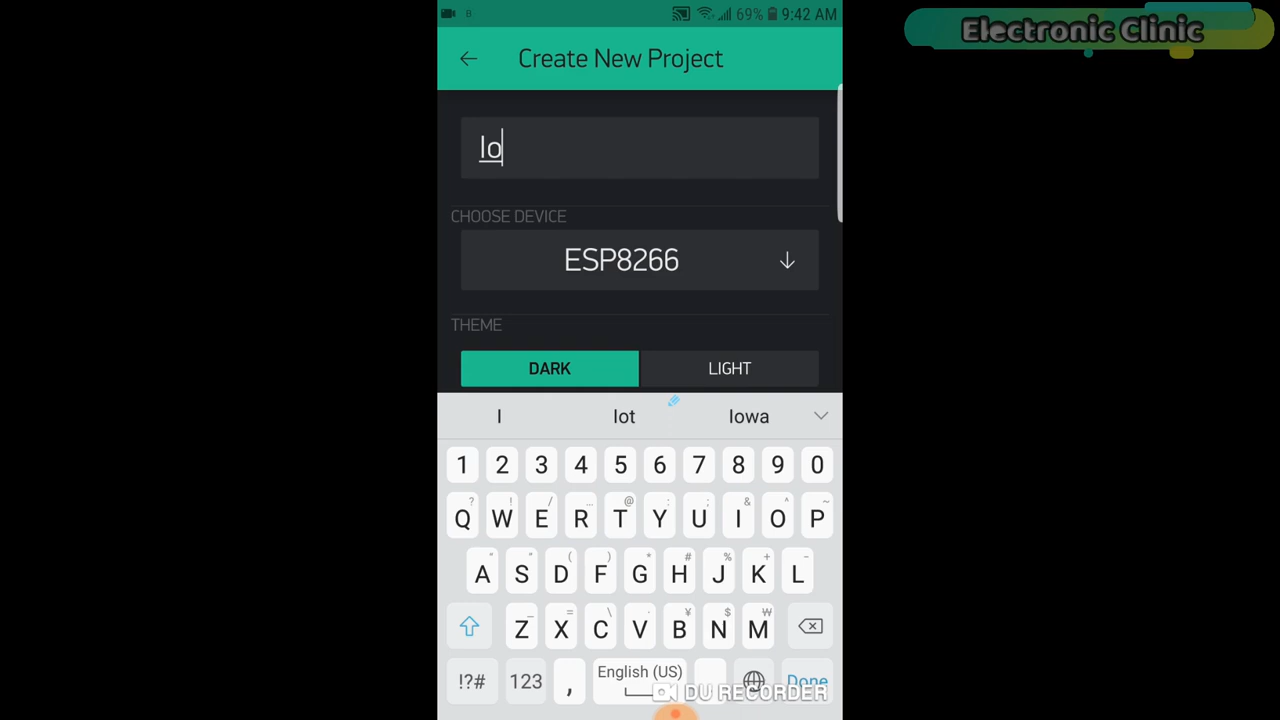 B 69% 9:42 AM
Electronic Clinic
Create New Project
Io
CHOOSE DEVICE
ESP8266
THEME
DARK LIGHT
I Iot Iowa
1 2 3 4 5 6 7 8 9 0
? ! / ... @ : ; & ^ ~
Q W E R T Y U I O P
" " ( ) * # % + -
A S D F G H J K L
_ = \ · ¥ $ ₩
Z X C V B N M
!?# 123 , English (US) Done
DU RECORDER